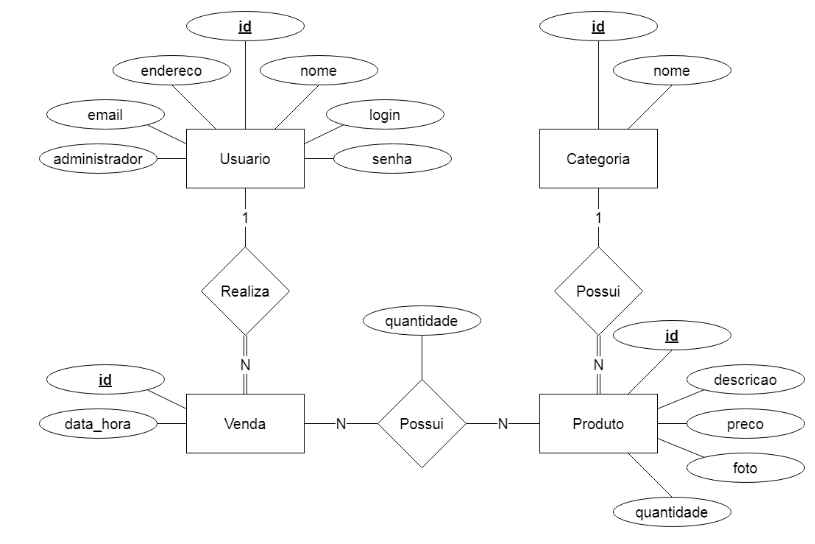 id
id
endereco
nome
nome
email
login
administrador
Usuario
senha
Categoria
1
1
Realiza
Possui
quantidade
id
N
N
id
descricao
data_hora
Venda
N
Possui
N
Produto
preco
foto
quantidade